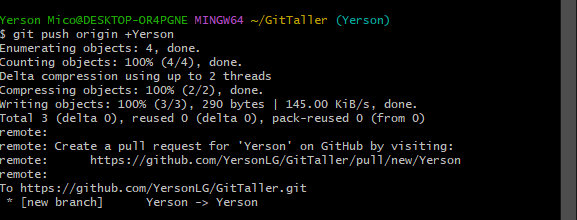 Yerson Mico@DESKTOP-OR4PGNE MINGW64 ~/GitTaller (Yerson)
$ git push origin +Yerson
Enumerating objects: 4, done.
Counting objects: 100% (4/4), done.
Delta compression using up to 2 threads
Compressing objects: 100% (2/2), done.
Writing objects: 100% (3/3), 290 bytes | 145.00 KiB/s, done.
Total 3 (delta 0), reused 0 (delta 0), pack-reused 0 (from 0)
remote:
remote: Create a pull request for 'Yerson' on GitHub by visiting:
remote:      https://github.com/YersonLG/GitTaller/pull/new/Yerson
remote:
To https://github.com/YersonLG/GitTaller.git
 * [new branch]      Yerson -> Yerson